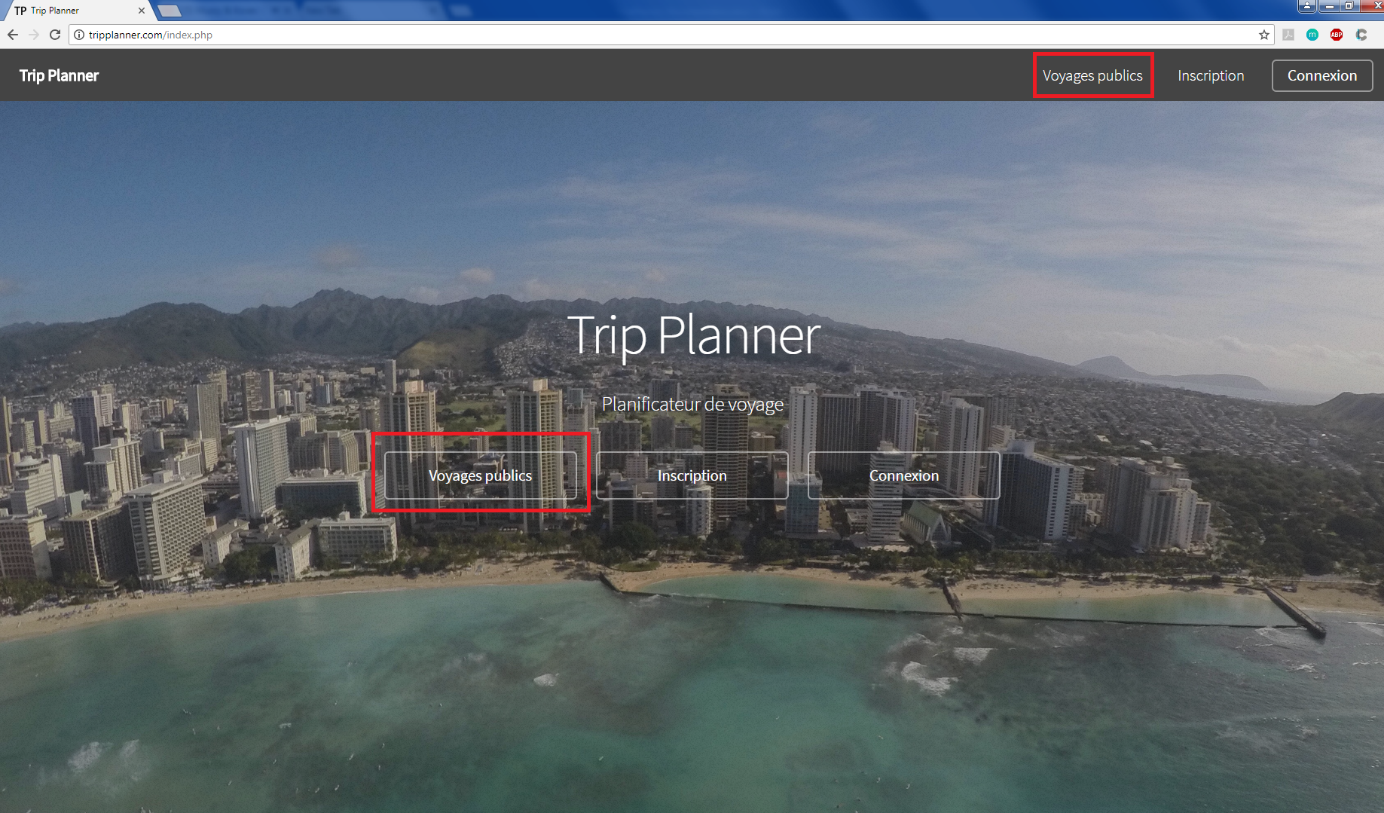 TP Trip Planner
tripplanner.com/index.php
Trip Planner
Voyages publics
Inscription
Connexion
Trip Planner
Planificateur de voyage
Voyages publics
Inscription
Connexion